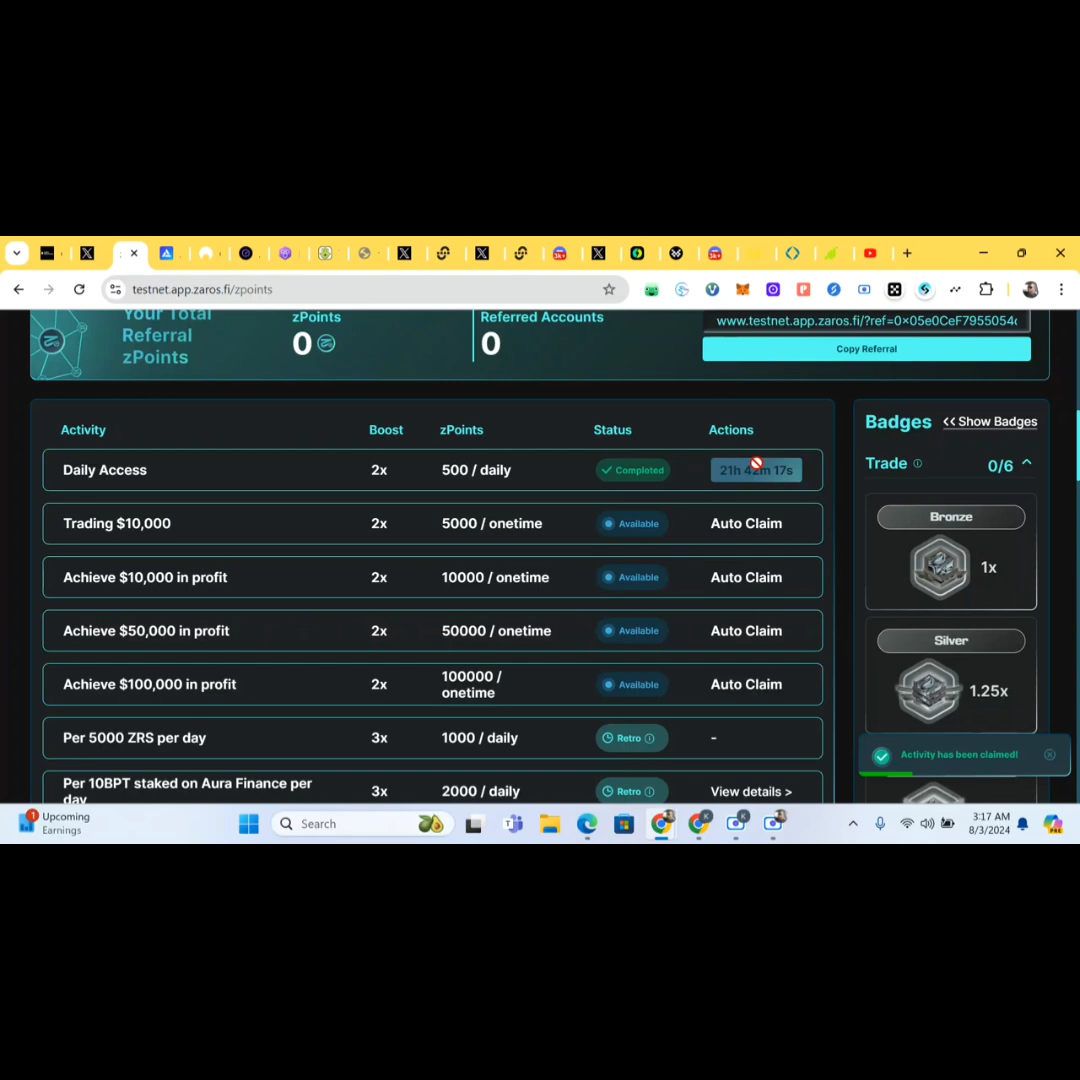 testnet.app.zaros.fi/zpoints
Your Total
Referral
zPoints
zPoints
0
Referred Accounts
0
www.testnet.app.zaros.fi/?ref=0×05e0CeF7955054c
Copy Referral
Activity Boost zPoints Status Actions
Daily Access 2x 500 / daily Completed 21h 42m 17s
Trading $10,000 2x 5000 / onetime Available Auto Claim
Achieve $10,000 in profit 2x 10000 / onetime Available Auto Claim
Achieve $50,000 in profit 2x 50000 / onetime Available Auto Claim
Achieve $100,000 in profit 2x 100000 /
onetime Available Auto Claim
Per 5000 ZRS per day 3x 1000 / daily Retro -
Per 10BPT staked on Aura Finance per
day 3x 2000 / daily Retro View details >
Badges << Show Badges
Trade 0/6
Bronze
1x
Silver
1.25x
Activity has been claimed!
1
Upcoming
Earnings
Search
3:17 AM
8/3/2024